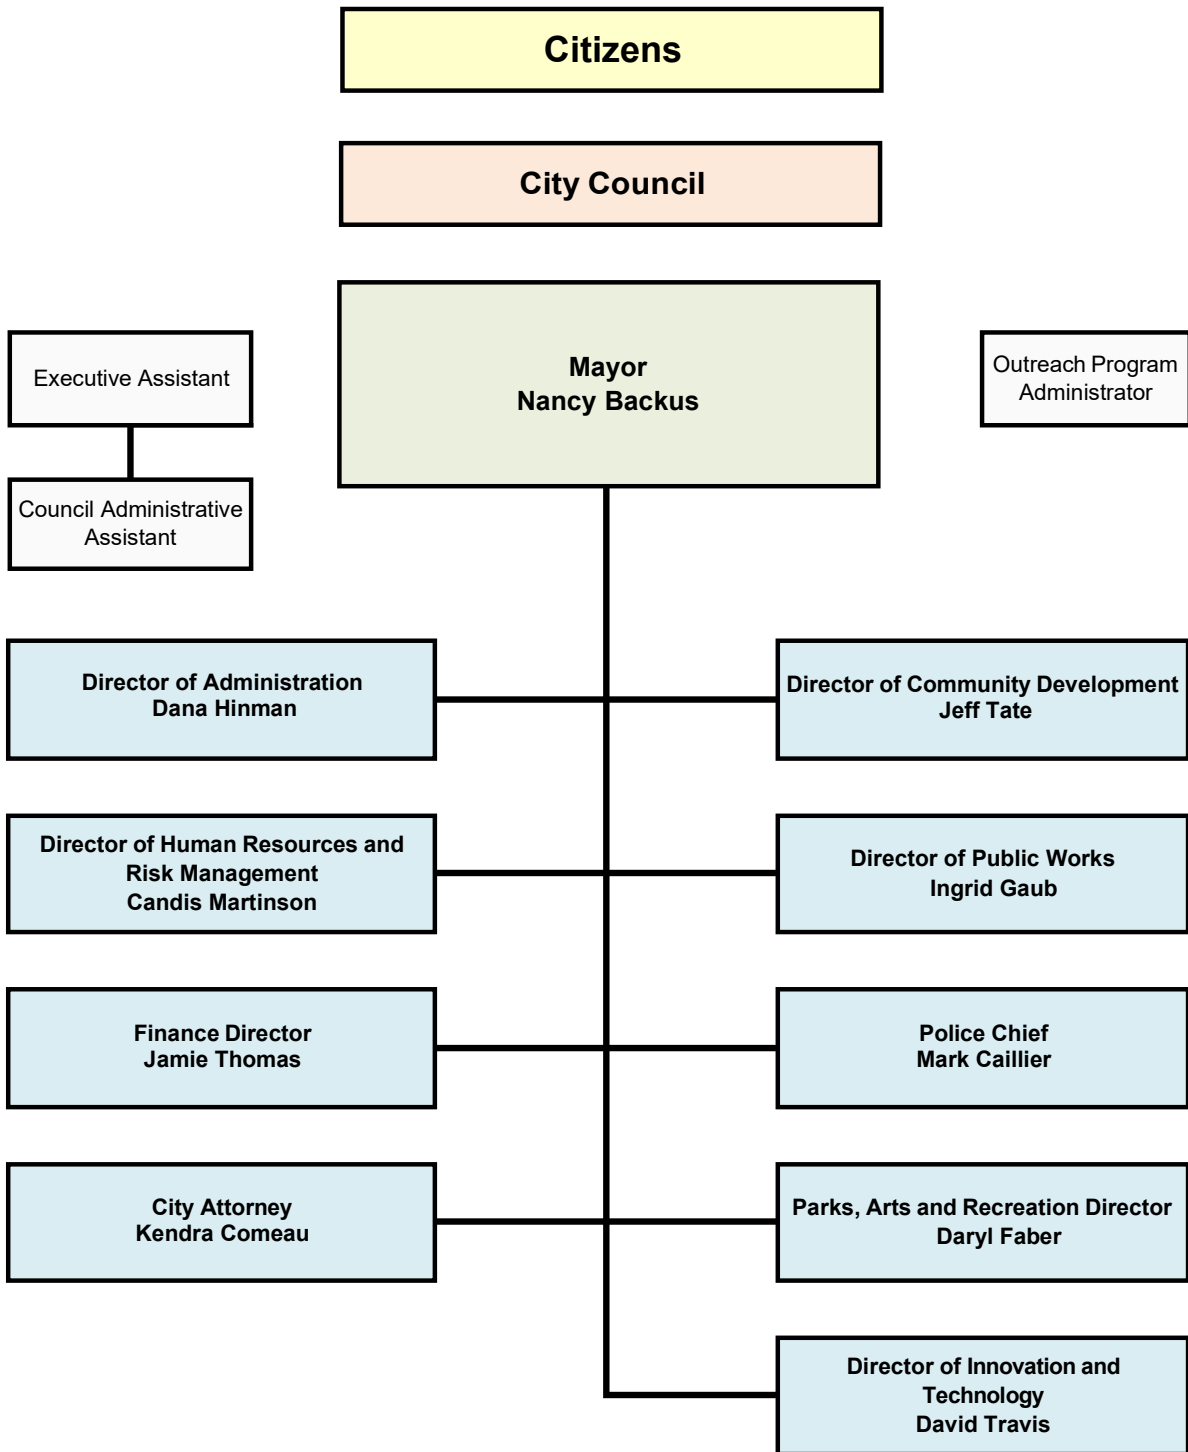 Citizens
City Council
Mayor
Nancy Backus
Executive Assistant
Outreach Program
Administrator
Council Administrative
Assistant
Director of Administration
Dana Hinman
Director of Community Development
Jeff Tate
Director of Human Resources and
Risk Management
Candis Martinson
Director of Public Works
Ingrid Gaub
Finance Director
Jamie Thomas
Police Chief
Mark Caillier
City Attorney
Kendra Comeau
Parks, Arts and Recreation Director
Daryl Faber
Director of Innovation and
Technology
David Travis